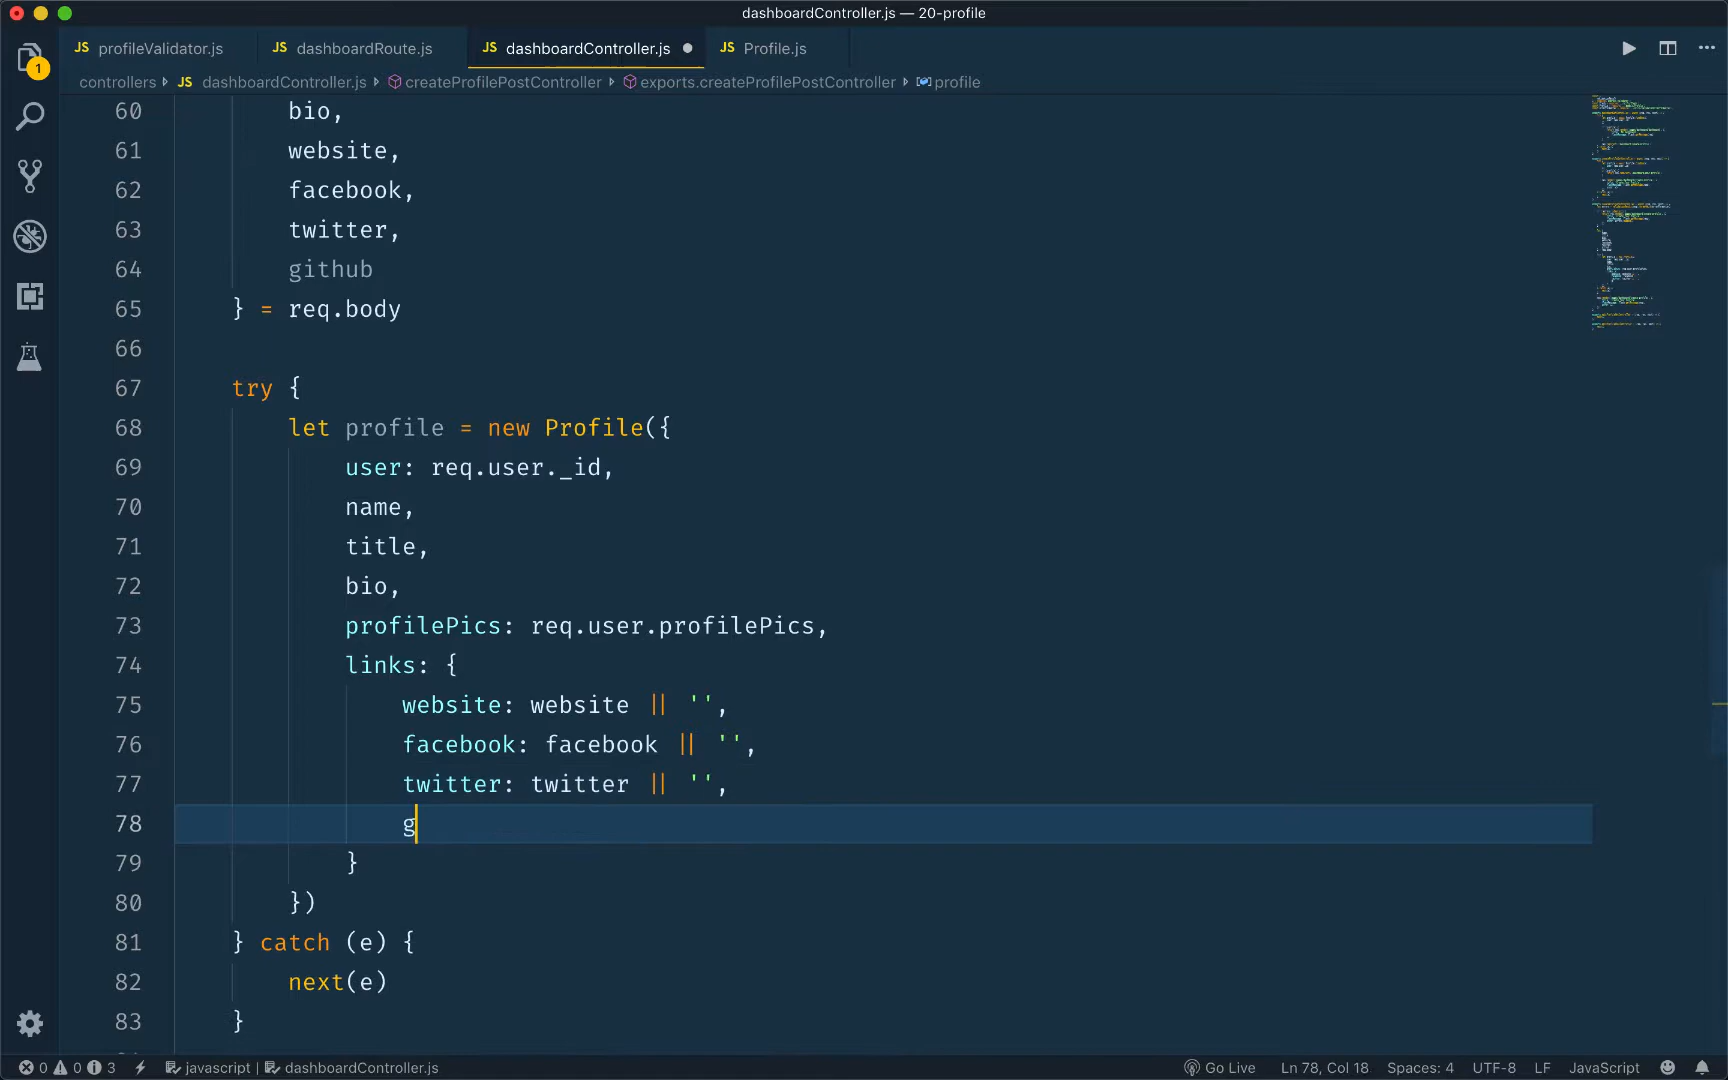 dashboardController.js — 20-profile
JS profileValidator.js JS dashboardRoute.js JS dashboardController.js JS Profile.js
controllers JS dashboardController.js createProfilePostController exports.createProfilePostController profile
1
60 bio,
61 website,
62 facebook,
63 twitter,
64 github
65 } = req.body
66
67 try {
68 let profile = new Profile({
69 user: req.user._id,
70 name,
71 title,
72 bio,
73 profilePics: req.user.profilePics,
74 links: {
75 website: website || '',
76 facebook: facebook || '',
77 twitter: twitter || '',
78 g
79 }
80 })
81 } catch (e) {
82 next(e)
83 }
0 0 3 javascript | dashboardController.js Go Live Ln 78, Col 18 Spaces: 4 UTF-8 LF JavaScript